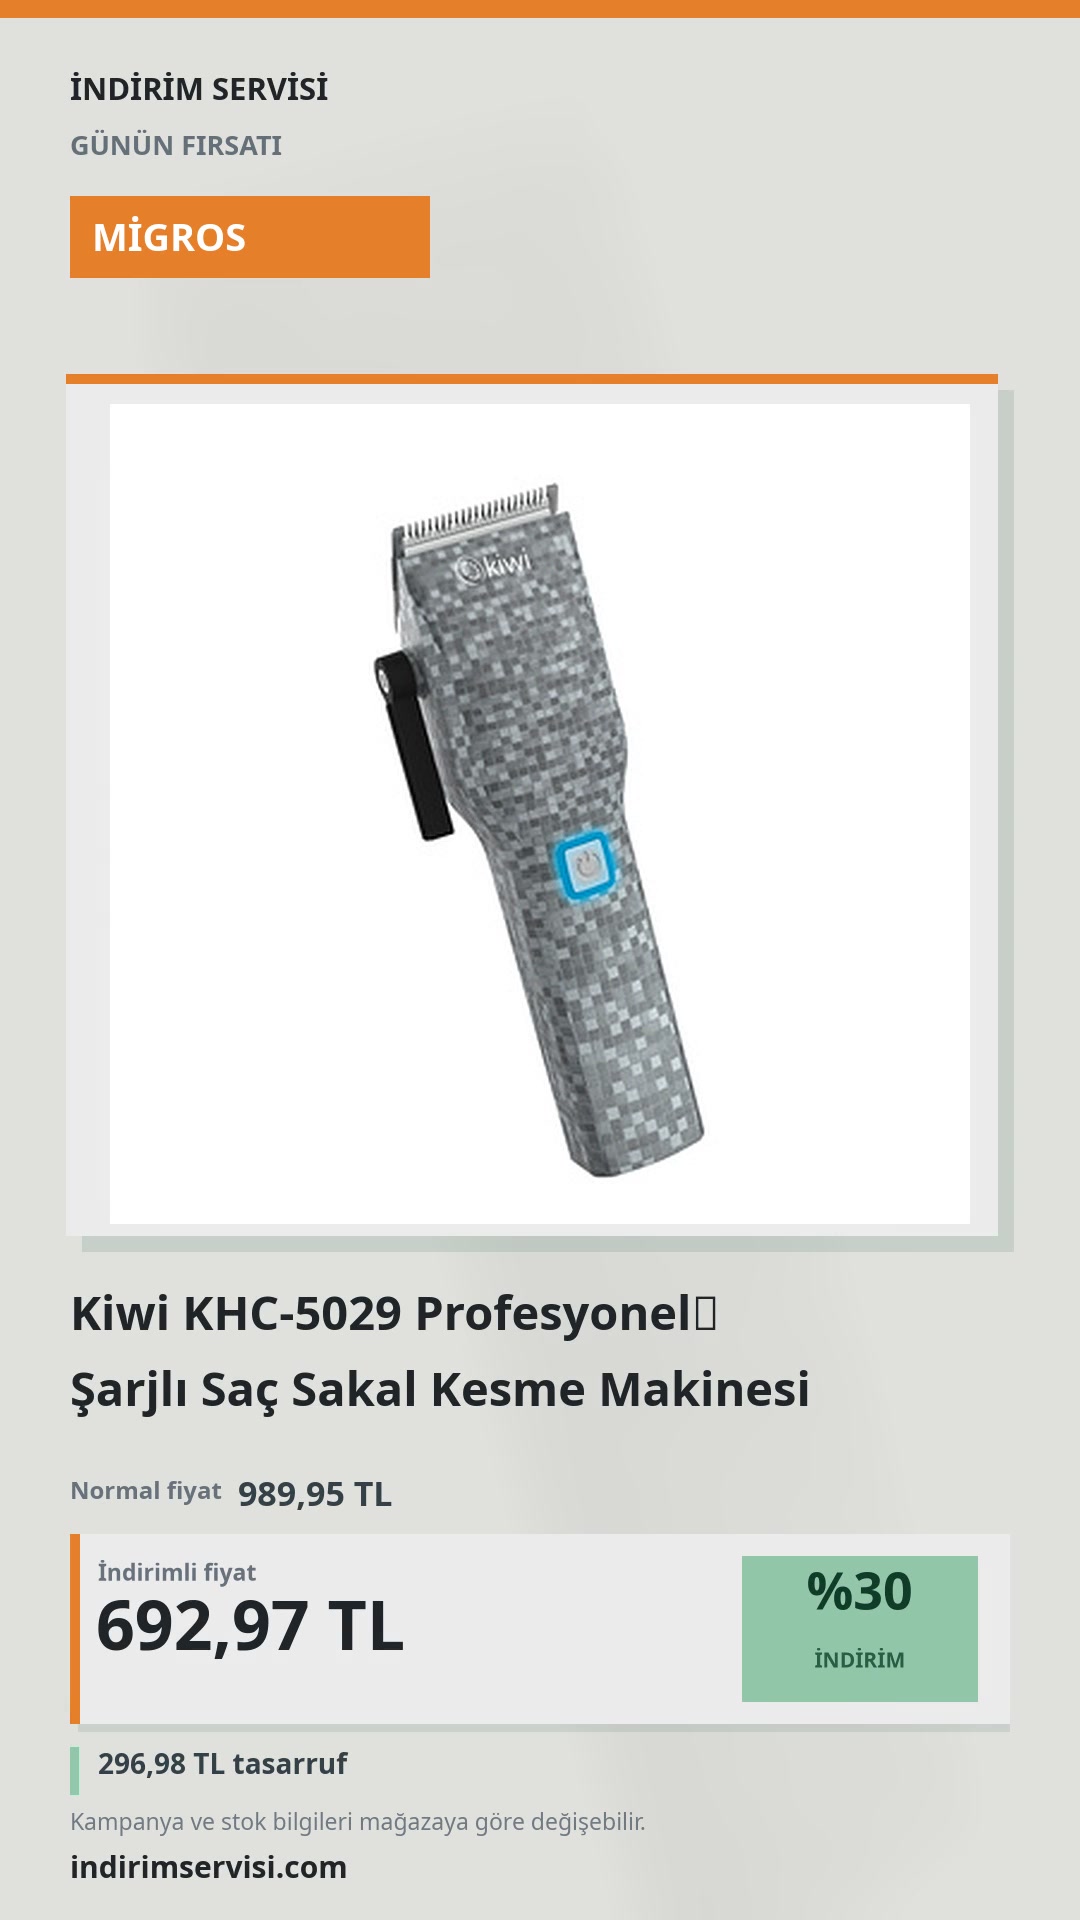 İNDİRİM SERVİSİ
GÜNÜN FIRSATI
MİGROS
kiwi
Kiwi KHC-5029 Profesyonel
Şarjlı Saç Sakal Kesme Makinesi
Normal fiyat 989,95 TL
İndirimli fiyat
692,97 TL
%30
İNDİRİM
296,98 TL tasarruf
Kampanya ve stok bilgileri mağazaya göre değişebilir.
indirimservisi.com